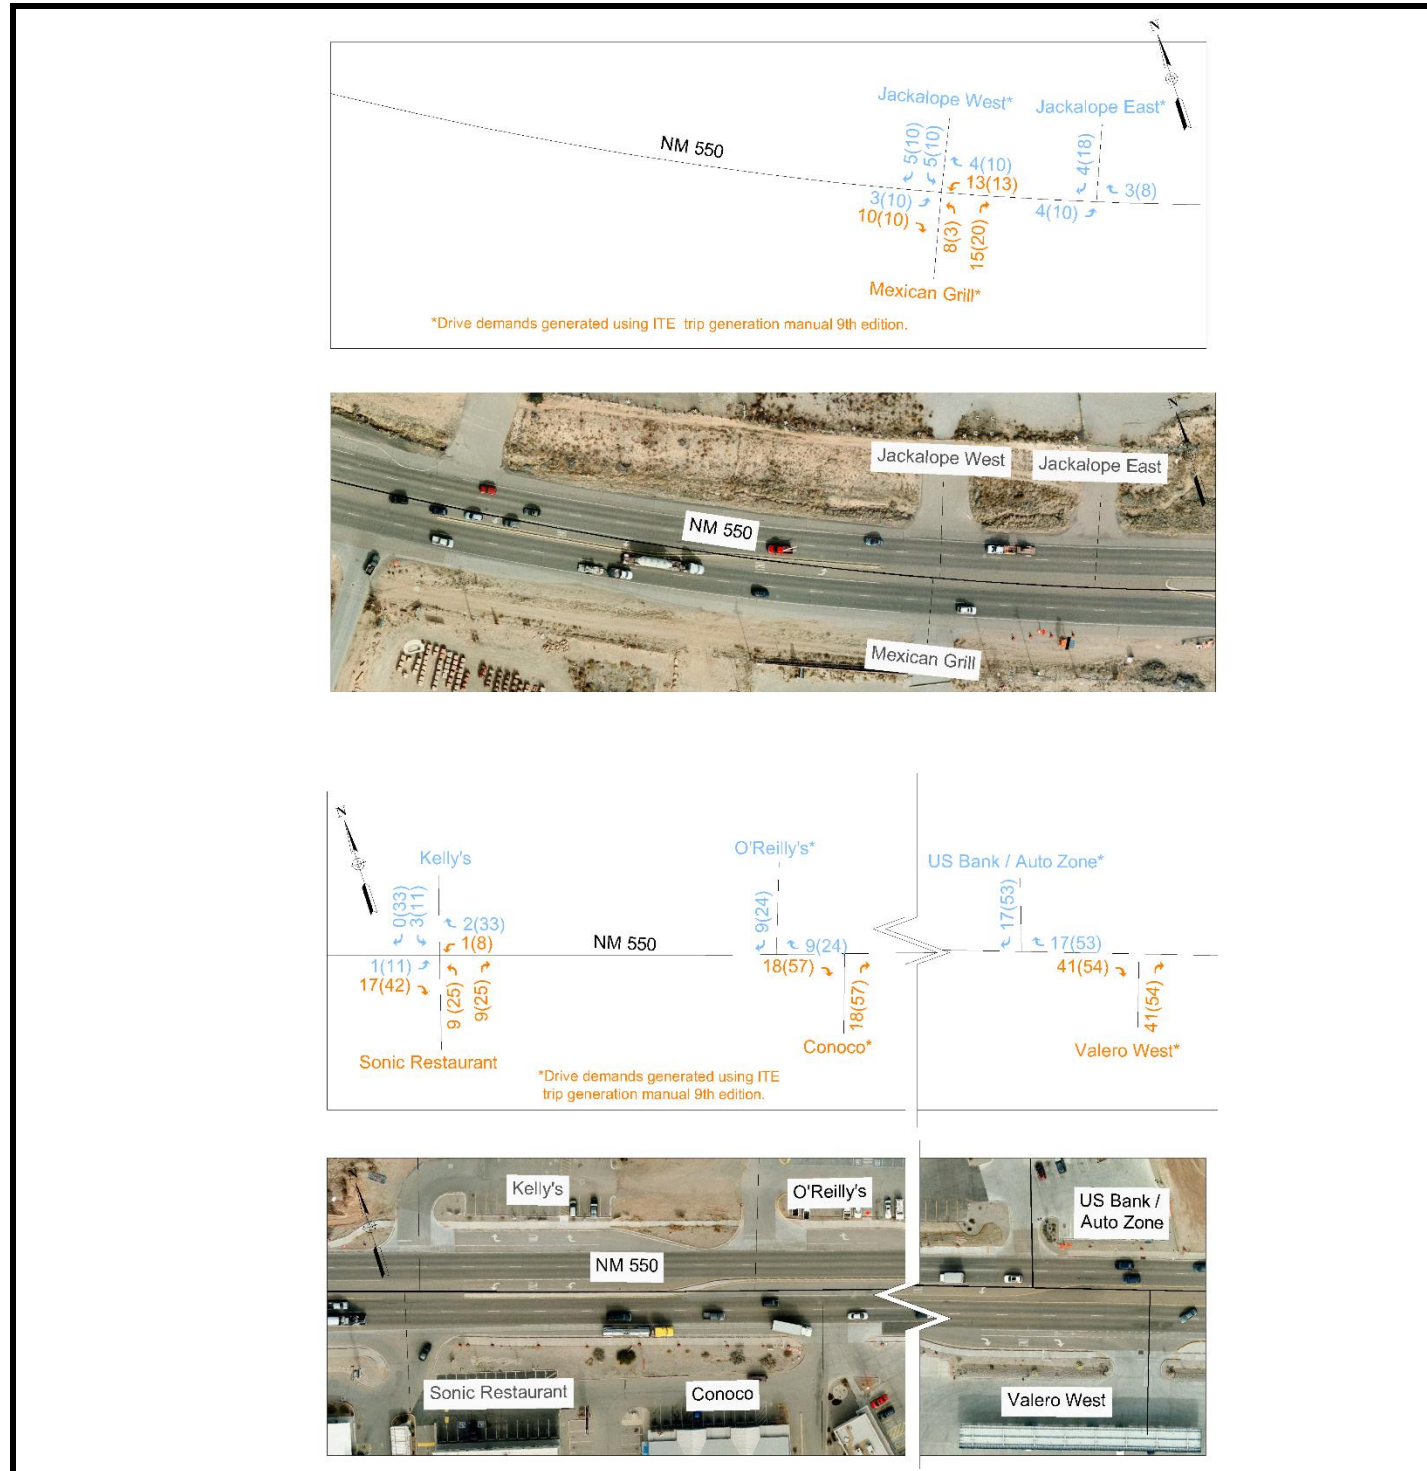 N
Jackalope West*
Jackalope East*
NM 550
5(10)
5(10)
4(10)
13(13)
4(18)
3(8)
3(10)
10(10)
8(3)
15(20)
4(10)
Mexican Grill*
*Drive demands generated using ITE trip generation manual 9th edition.
N
Jackalope West
Jackalope East
NM 550
Mexican Grill
N
Kelly's
O'Reilly's*
US Bank / Auto Zone*
0(33)
3(11)
2(33)
1(8)
NM 550
9(24)
9(24)
17(53)
17(53)
1(11)
17(42)
9 (25)
9(25)
18(57)
18(57)
41(54)
41(54)
Sonic Restaurant
Conoco*
Valero West*
*Drive demands generated using ITE
trip generation manual 9th edition.
Kelly's
O'Reilly's
US Bank /
Auto Zone
NM 550
Sonic Restaurant
Conoco
Valero West